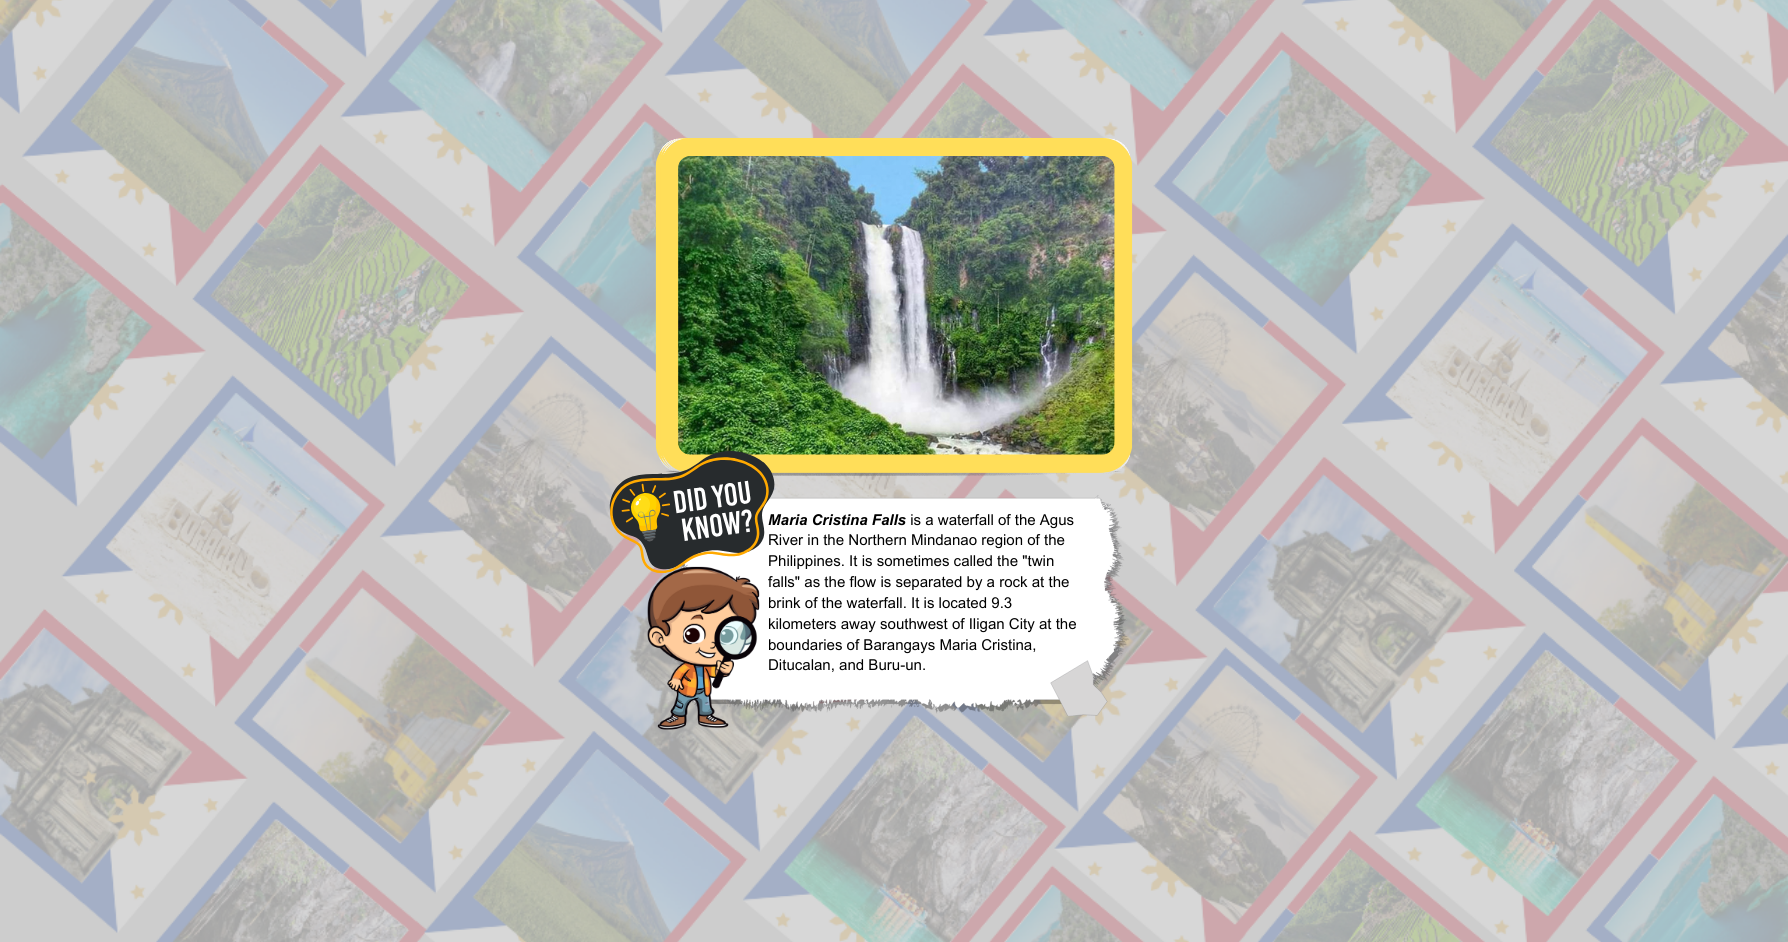 DID YOU
KNOW?
Maria Cristina Falls is a waterfall of the Agus
River in the Northern Mindanao region of the
Philippines. It is sometimes called the "twin
falls" as the flow is separated by a rock at the
brink of the waterfall. It is located 9.3
kilometers away southwest of Iligan City at the
boundaries of Barangays Maria Cristina,
Ditucalan, and Buru-un.
BORACAY
BORACAY